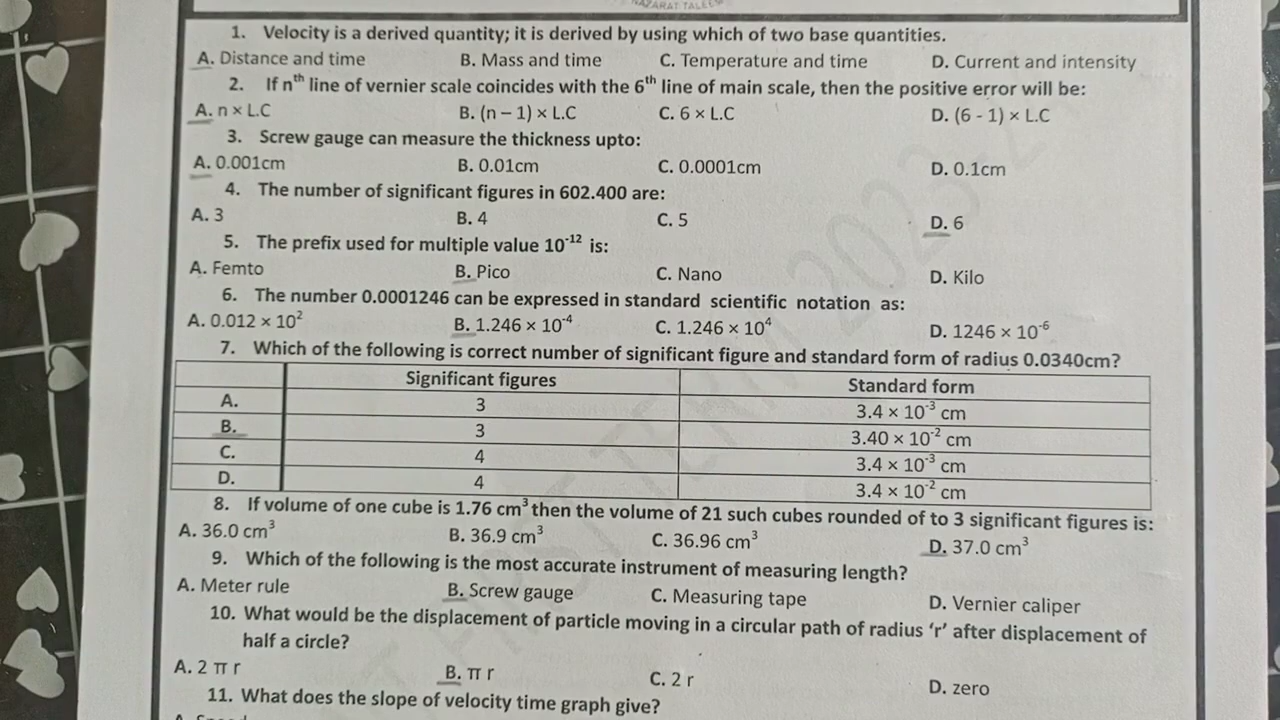 NAZARAT TALEEM
1. Velocity is a derived quantity; it is derived by using which of two base quantities.
A. Distance and time B. Mass and time C. Temperature and time D. Current and intensity
2. If nth line of vernier scale coincides with the 6th line of main scale, then the positive error will be:
A. n × L.C B. (n – 1) × L.C C. 6 × L.C D. (6 - 1) × L.C
3. Screw gauge can measure the thickness upto:
A. 0.001cm B. 0.01cm C. 0.0001cm D. 0.1cm
4. The number of significant figures in 602.400 are:
A. 3 B. 4 C. 5 D. 6
5. The prefix used for multiple value 10⁻¹² is:
A. Femto B. Pico C. Nano D. Kilo
6. The number 0.0001246 can be expressed in standard scientific notation as:
A. 0.012 × 10² B. 1.246 × 10⁻⁴ C. 1.246 × 10⁴ D. 1246 × 10⁻⁶
7. Which of the following is correct number of significant figure and standard form of radius 0.0340cm?
Significant figures Standard form
A. 3 3.4 × 10⁻³ cm
B. 3 3.40 × 10⁻² cm
C. 4 3.4 × 10⁻³ cm
D. 4 3.4 × 10⁻² cm
8. If volume of one cube is 1.76 cm³ then the volume of 21 such cubes rounded of to 3 significant figures is:
A. 36.0 cm³ B. 36.9 cm³ C. 36.96 cm³ D. 37.0 cm³
9. Which of the following is the most accurate instrument of measuring length?
A. Meter rule B. Screw gauge C. Measuring tape D. Vernier caliper
10. What would be the displacement of particle moving in a circular path of radius ‘r’ after displacement of
half a circle?
A. 2 π r B. π r C. 2 r D. zero
11. What does the slope of velocity time graph give?
A. Speed